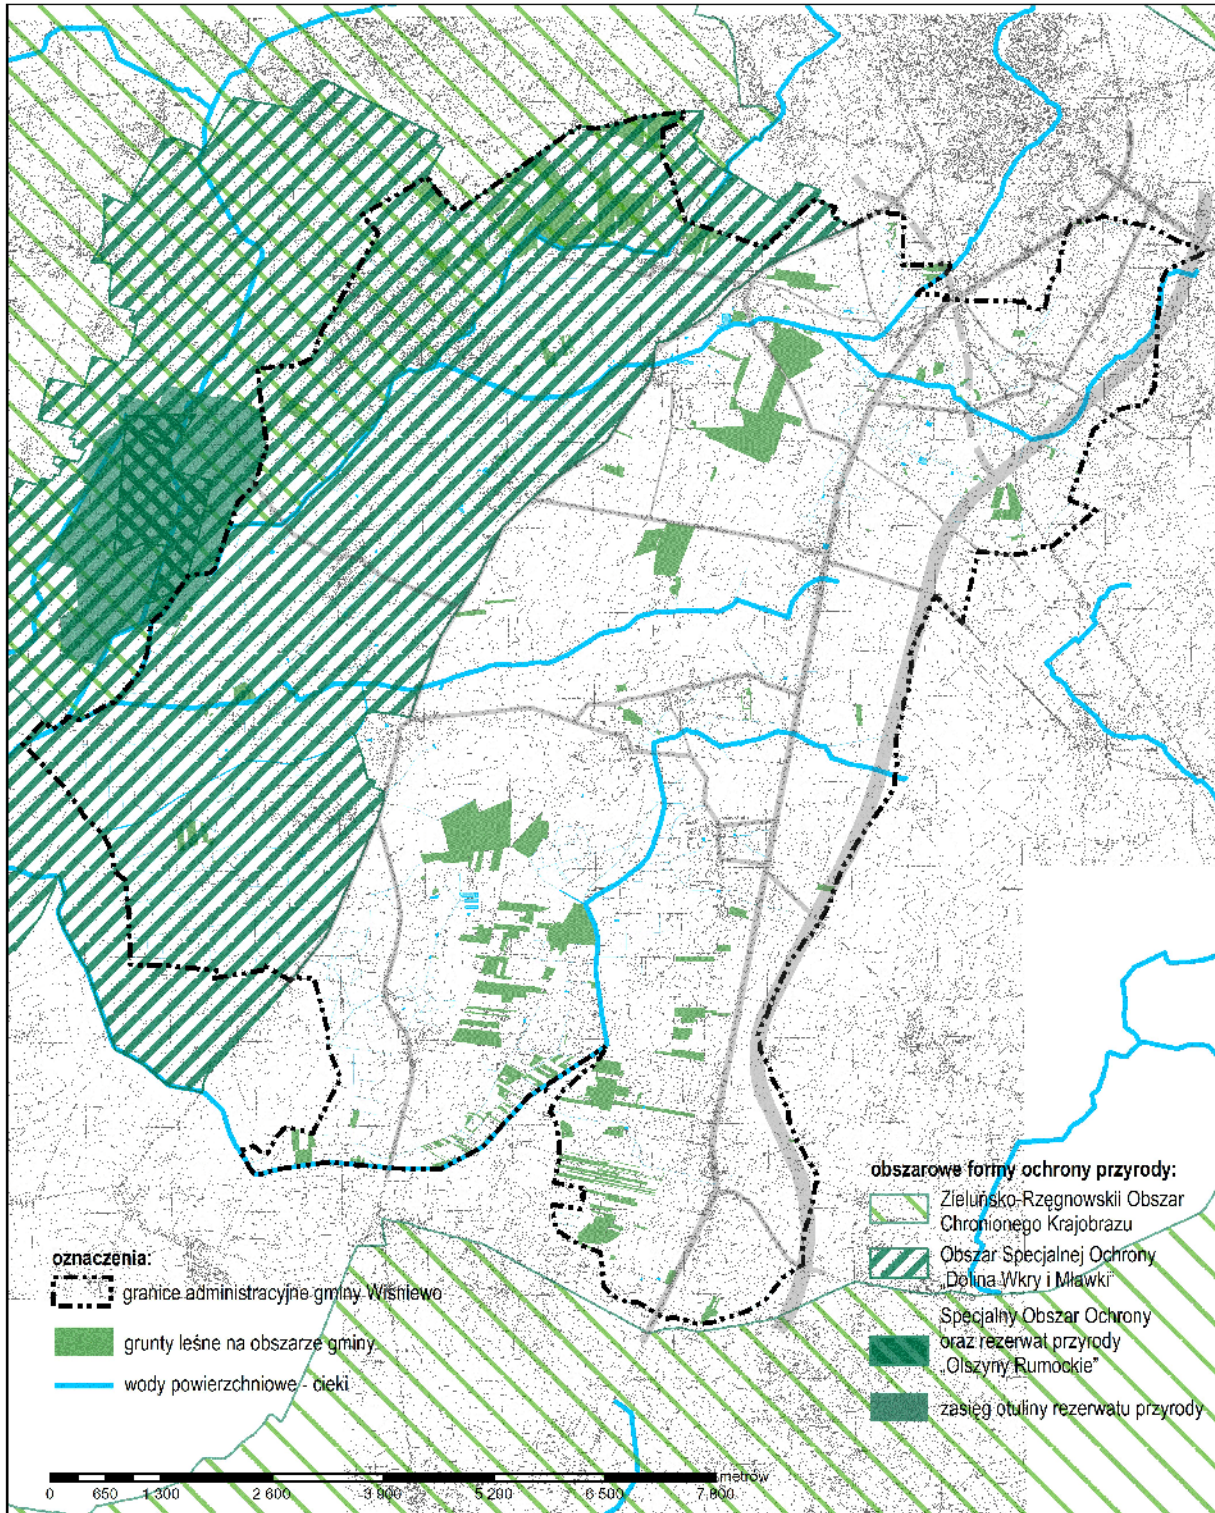 obszarowe formy ochrony przyrody:
Zieluńsko-Rzęgnowskii Obszar
Chronionego Krajobrazu
Obszar Specjalnej Ochrony
„Dolina Wkry i Mławki"
Specjalny Obszar Ochrony
oraz rezerwat przyrody
„Olszyny Rumockie"
zasięg otuliny rezerwatu przyrody
oznaczenia:
granice administracyjne gminy Wiśniewo
grunty leśne na obszarze gminy
wody powierzchniowe - cieki
metrów
0 650 1 300 2 600 3 900 5 200 6 500 7 800